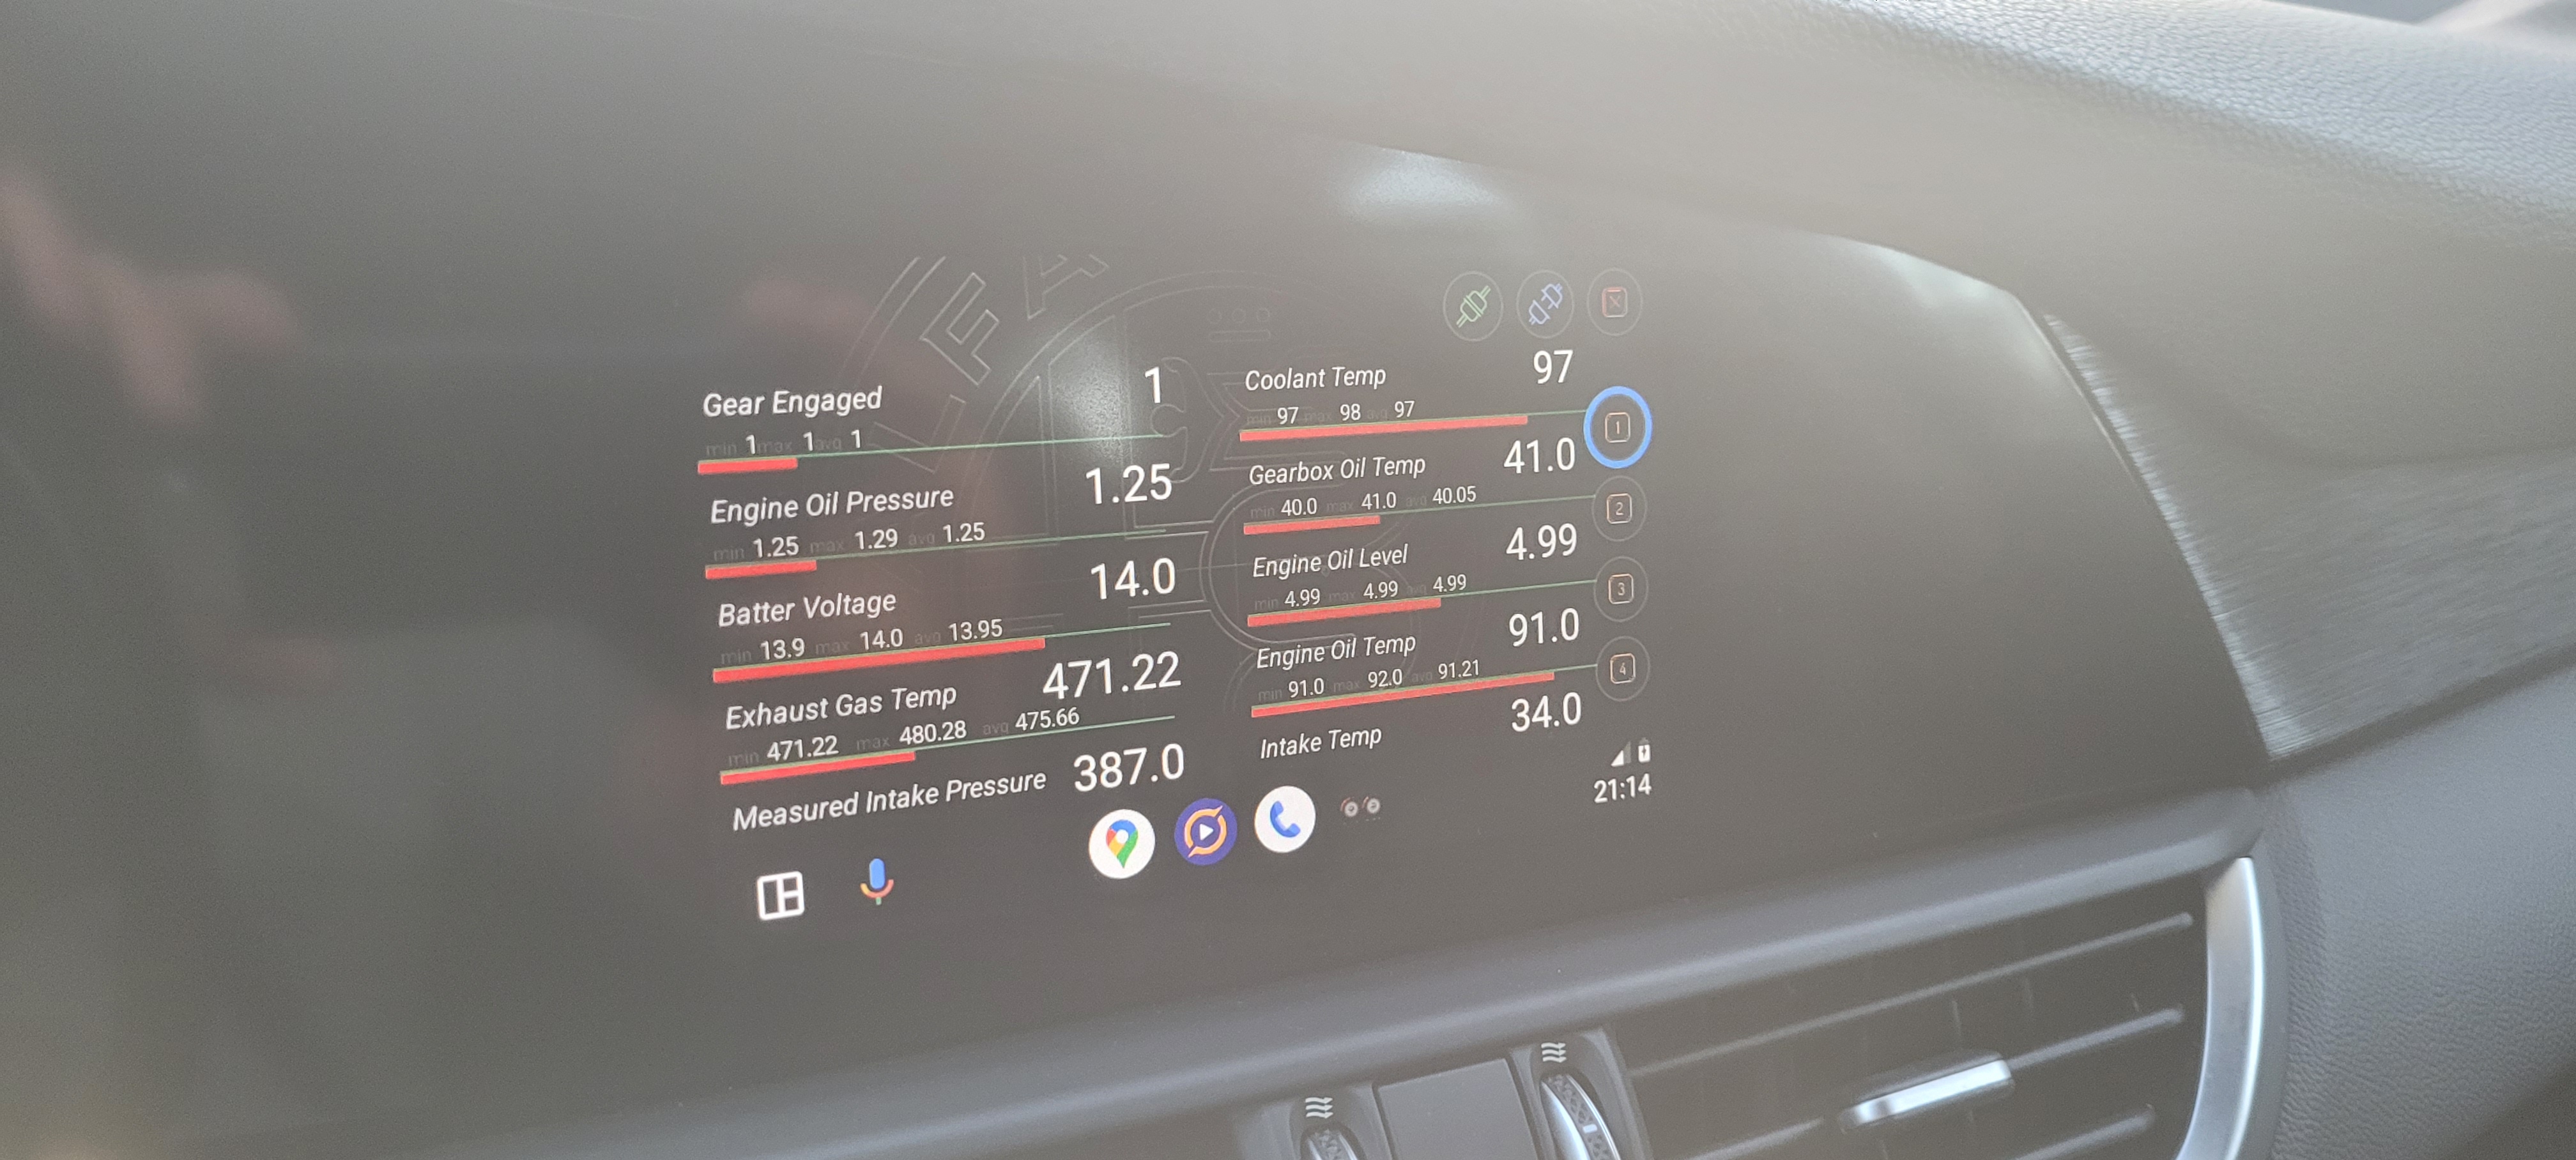 LFA
Gear Engaged 1
min 1 max 1 avg 1
Engine Oil Pressure 1.25
min 1.25 max 1.29 avg 1.25
Batter Voltage 14.0
min 13.9 max 14.0 avg 13.95
Exhaust Gas Temp 471.22
min 471.22 max 480.28 avg 475.66
Measured Intake Pressure 387.0
Coolant Temp 97
min 97 max 98 avg 97
Gearbox Oil Temp 41.0
min 40.0 max 41.0 avg 40.05
Engine Oil Level 4.99
min 4.99 max 4.99 avg 4.99
Engine Oil Temp 91.0
min 91.0 max 92.0 avg 91.21
Intake Temp 34.0
1
2
3
4
21:14